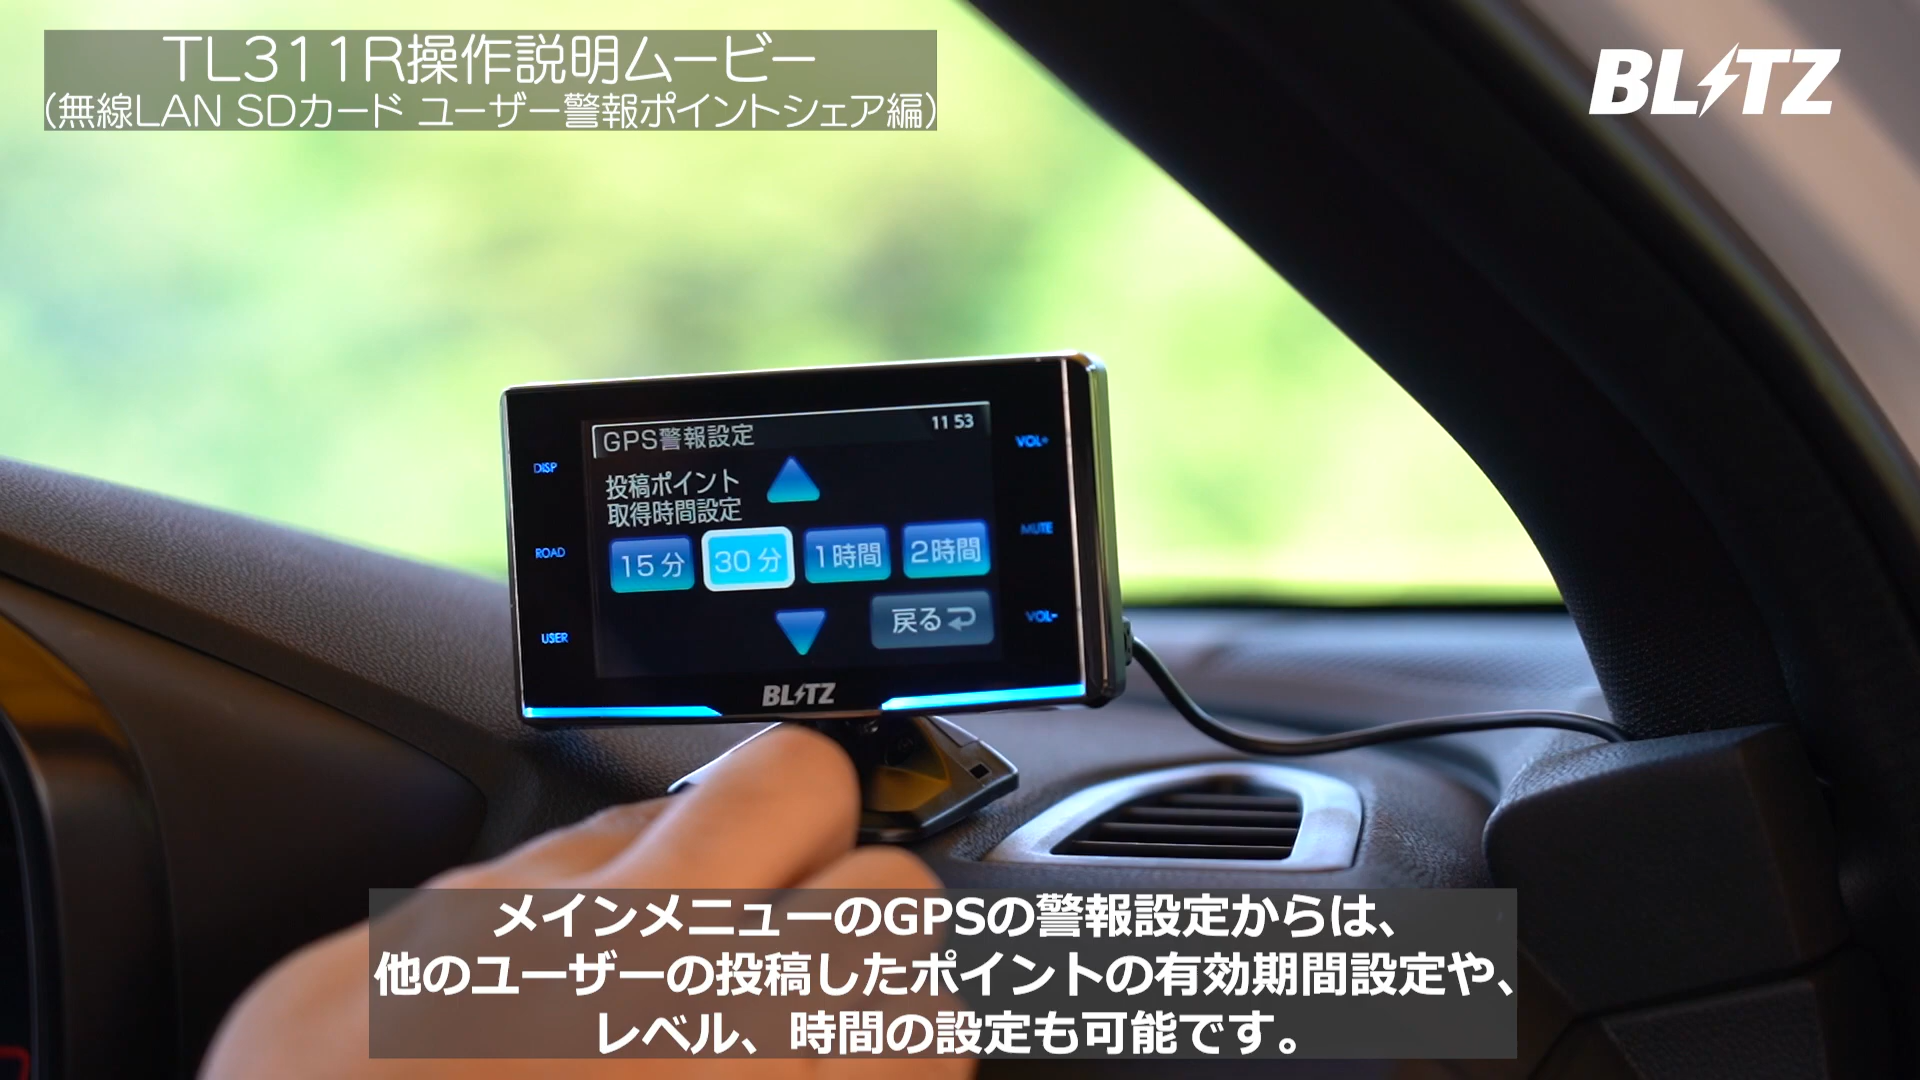 TL311R操作説明ムービー
(無線LAN SDカード ユーザー警報ポイントシェア編)
BLITZ
GPS警報設定
11 53
投稿ポイント
取得時間設定
15分 30分 1時間 2時間
戻る
DISP
ROAD
USER
VOL+
MUTE
VOL-
BLITZ
メインメニューのGPSの警報設定からは、
他のユーザーの投稿したポイントの有効期間設定や、
レベル、時間の設定も可能です。